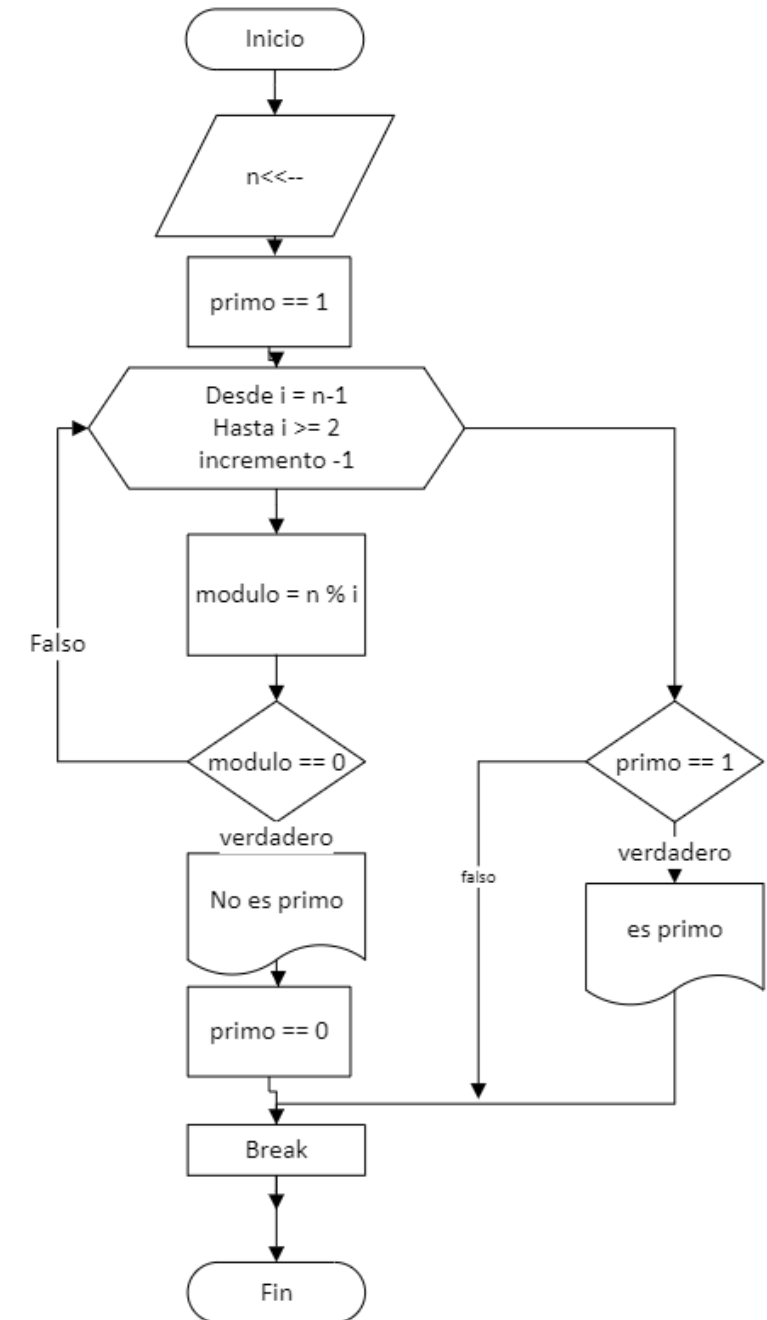 Inicio
n<<--
primo == 1
Desde i = n-1
Hasta i >= 2
incremento -1
modulo = n % i
Falso
modulo == 0
primo == 1
verdadero
verdadero
falso
No es primo
es primo
primo == 0
Break
Fin